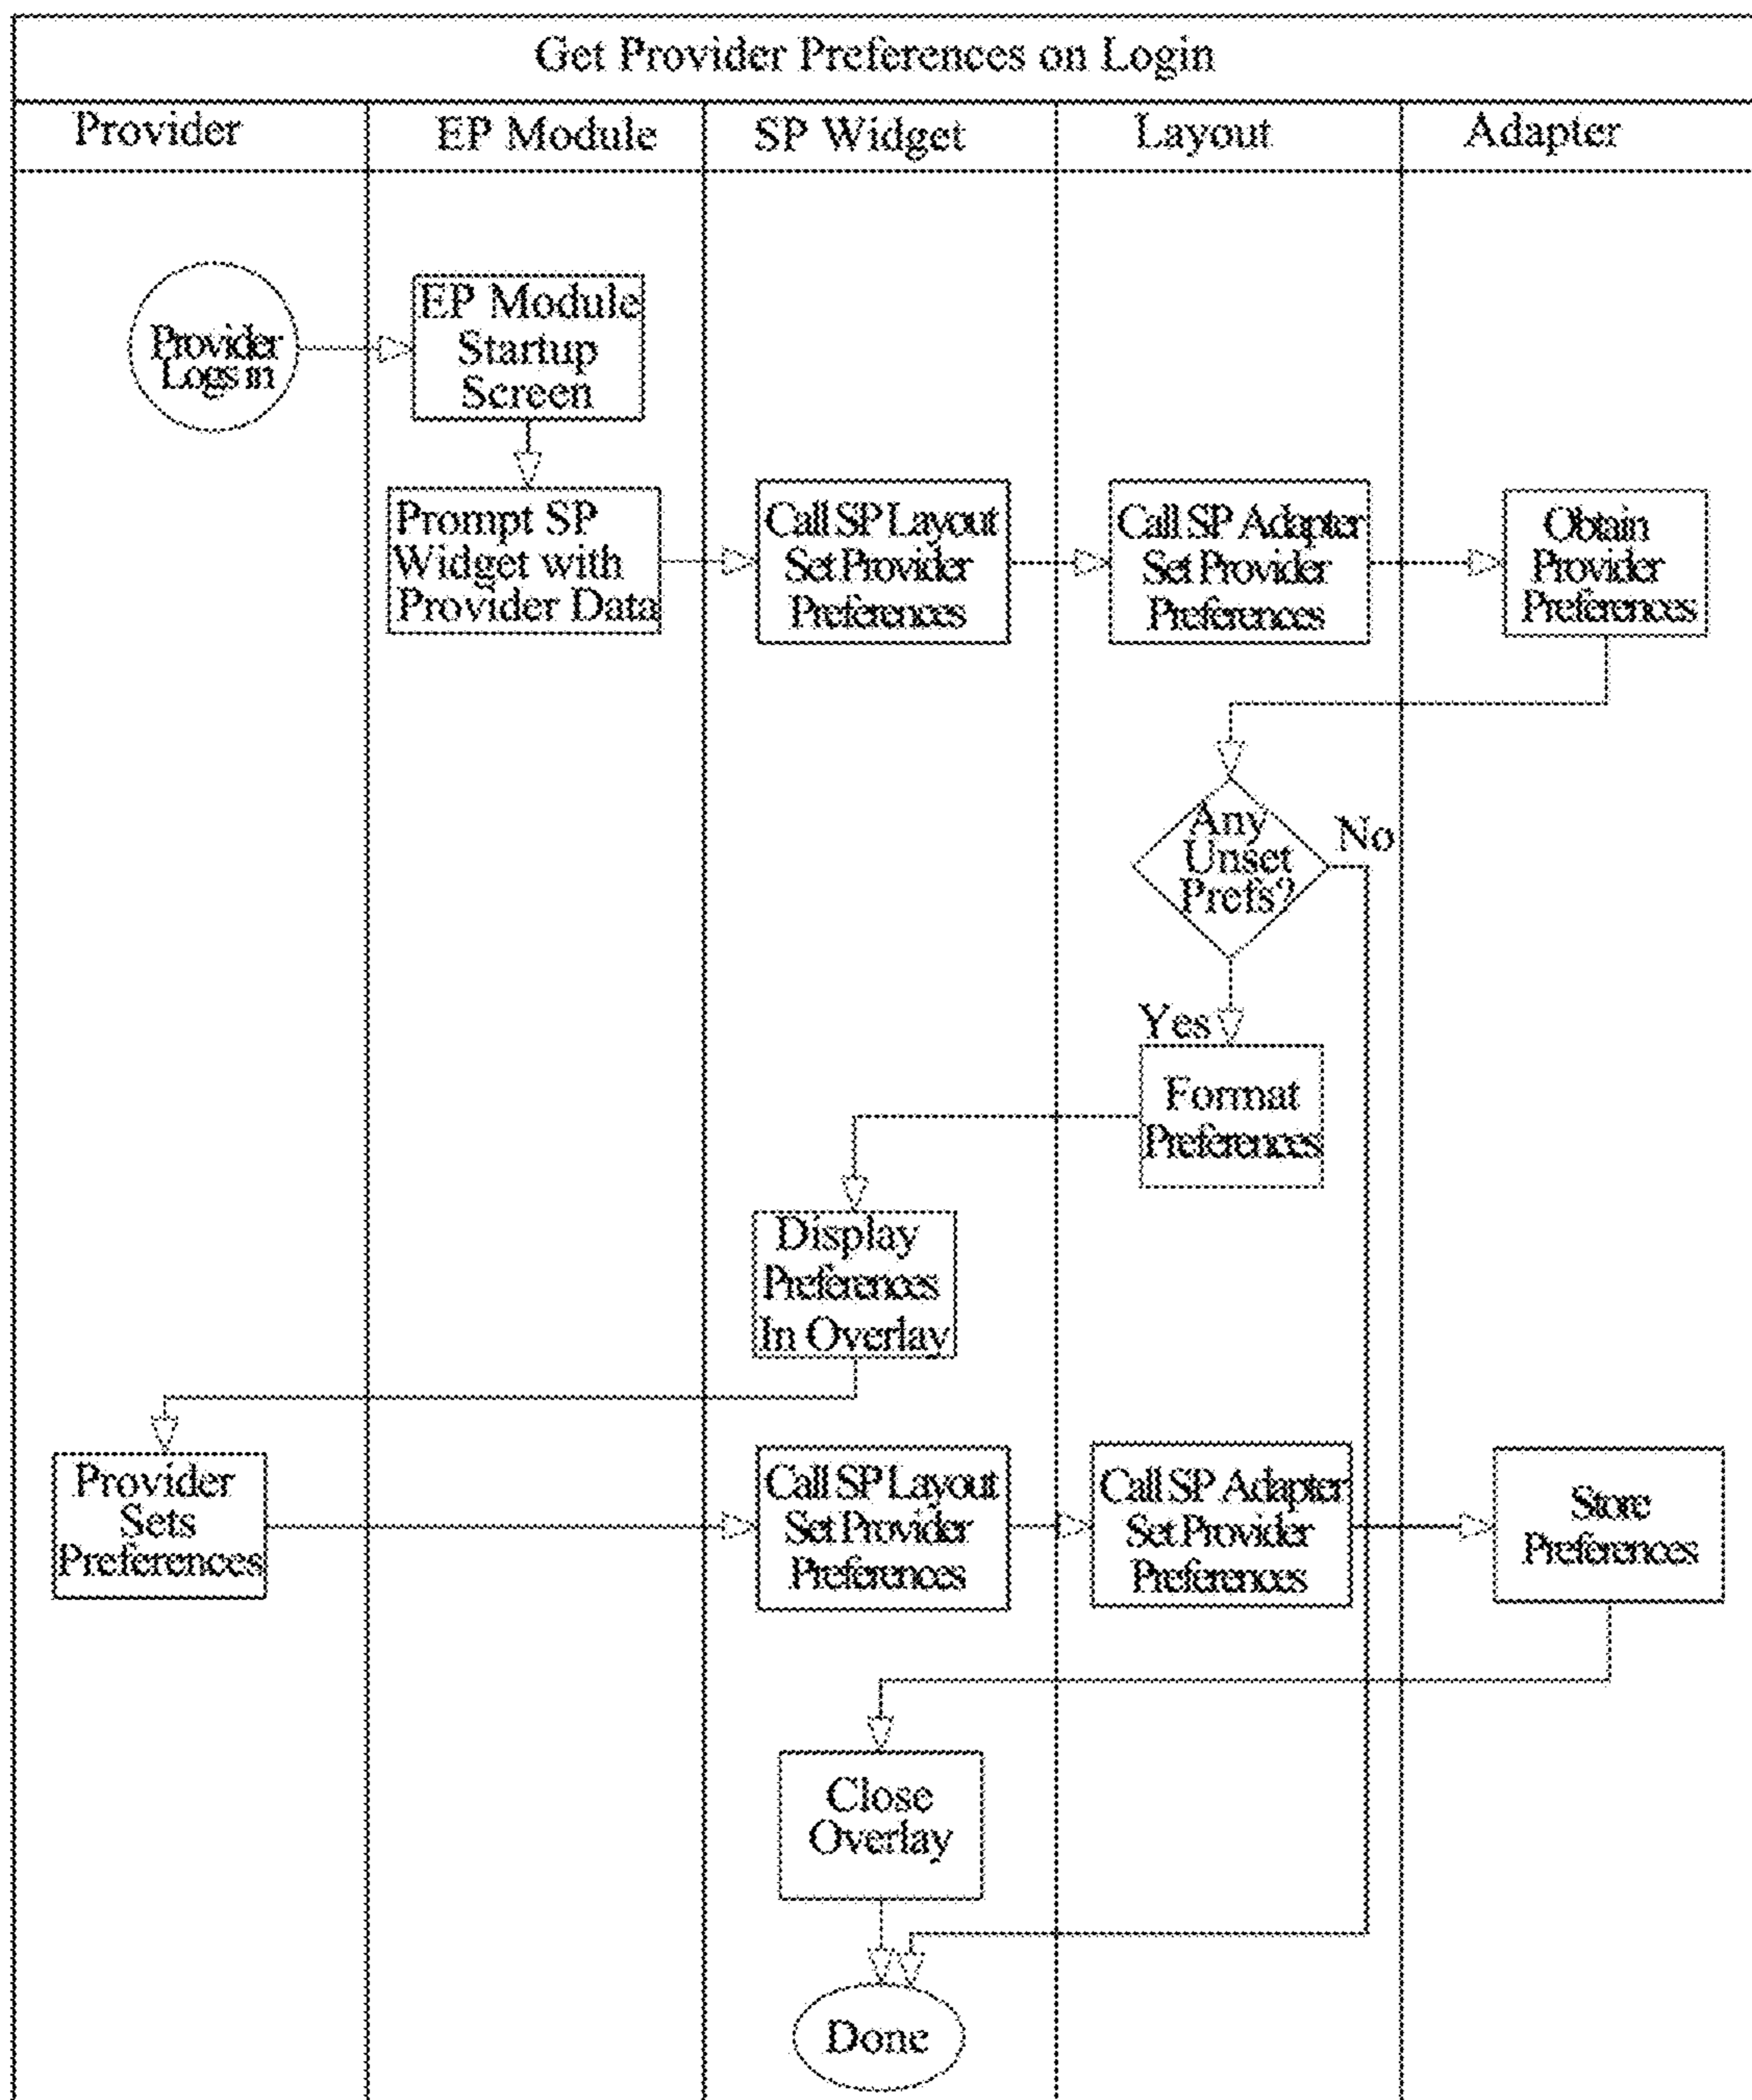 Get Provider Preferences on Login
Provider
EP Module
SP Widget
Layout
Adapter
Provider
Logs in
EP Module
Startup
Screen
Prompt SP
Widget with
Provider Data
Call SP Layout
Set Provider
Preferences
Call SP Adapter
Set Provider
Preferences
Obtain
Provider
Preferences
Any
Unset
Prefs?
No
Yes
Format
Preferences
Display
Preferences
In Overlay
Provider
Sets
Preferences
Call SP Layout
Set Provider
Preferences
Call SP Adapter
Set Provider
Preferences
Store
Preferences
Close
Overlay
Done